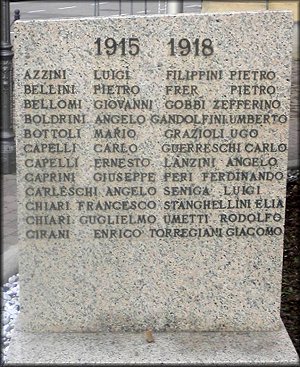 1915 1918
AZZINI LUIGI FILIPPINI PIETRO
BELLINI PIETRO FRER PIETRO
BELLOMI GIOVANNI GOBBI ZEFFERINO
BOLDRINI ANGELO GANDOLFINI UMBERTO
BOTTOLI MARIO GRAZIOLI UGO
CAPELLI CARLO GUERRESCHI CARLO
CAPELLI ERNESTO LANZINI ANGELO
CAPRINI GIUSEPPE PERI FERDINANDO
CARLESCHI ANGELO SENIGA LUIGI
CHIARI FRANCESCO STANGHELLINI ELIA
CHIARI GUGLIELMO UMETTI RODOLFO
CIRANI ENRICO TORREGIANI GIACOMO